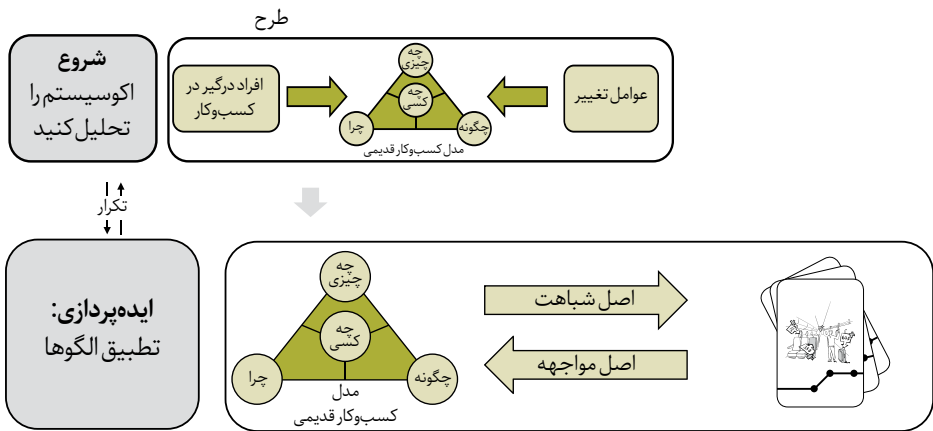 طرح
شروع
اکوسیستم را
تحلیل کنید
افراد درگیر در
کسب‌وکار
چه
چیزی
چه
کسی
چرا
چگونه
مدل کسب‌وکار قدیمی
عوامل تغییر
تکرار
ایده‌پردازی:
تطبیق الگوها
چه
چیزی
چه
کسی
چرا
چگونه
مدل
کسب‌وکار قدیمی
اصل شباهت
اصل مواجهه